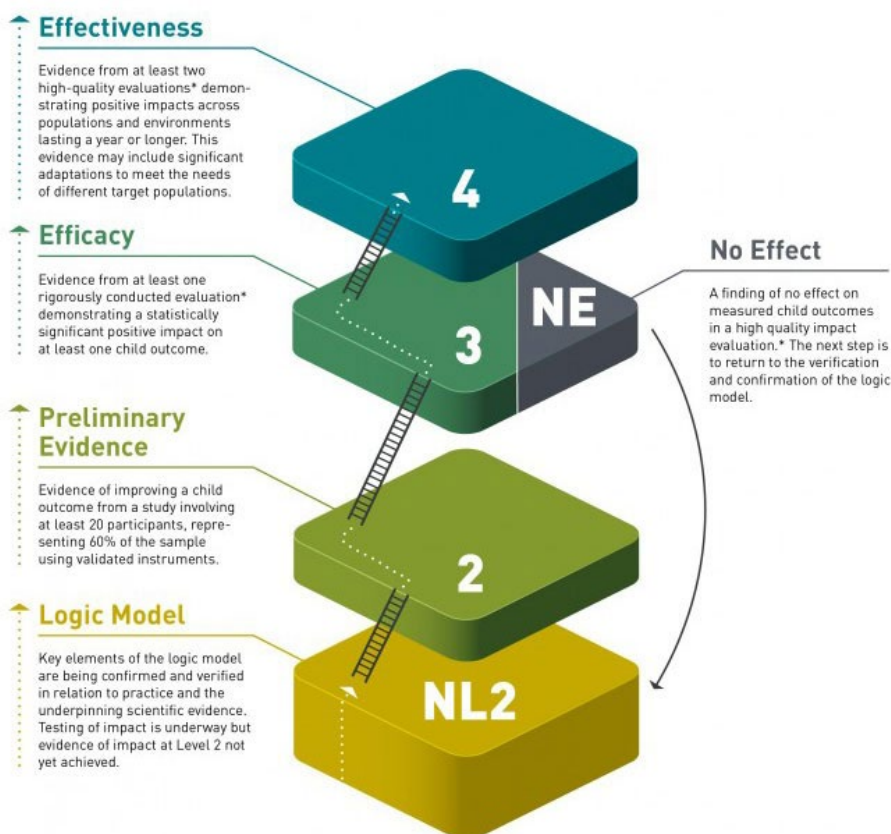 Effectiveness
Evidence from at least two
high-quality evaluations* demon-
strating positive impacts across
populations and environments
lasting a year or longer. This
evidence may include significant
adaptations to meet the needs
of different target populations.
4
Efficacy
Evidence from at least one
rigorously conducted evaluation*
demonstrating a statistically
significant positive impact on
at least one child outcome.
3
NE
No Effect
A finding of no effect on
measured child outcomes
in a high quality impact
evaluation.* The next step is
to return to the verification
and confirmation of the logic
model.
Preliminary
Evidence
Evidence of improving a child
outcome from a study involving
at least 20 participants, repre-
senting 60% of the sample
using validated instruments.
2
Logic Model
Key elements of the logic model
are being confirmed and verified
in relation to practice and the
underpinning scientific evidence.
Testing of impact is underway but
evidence of impact at Level 2 not
yet achieved.
NL2